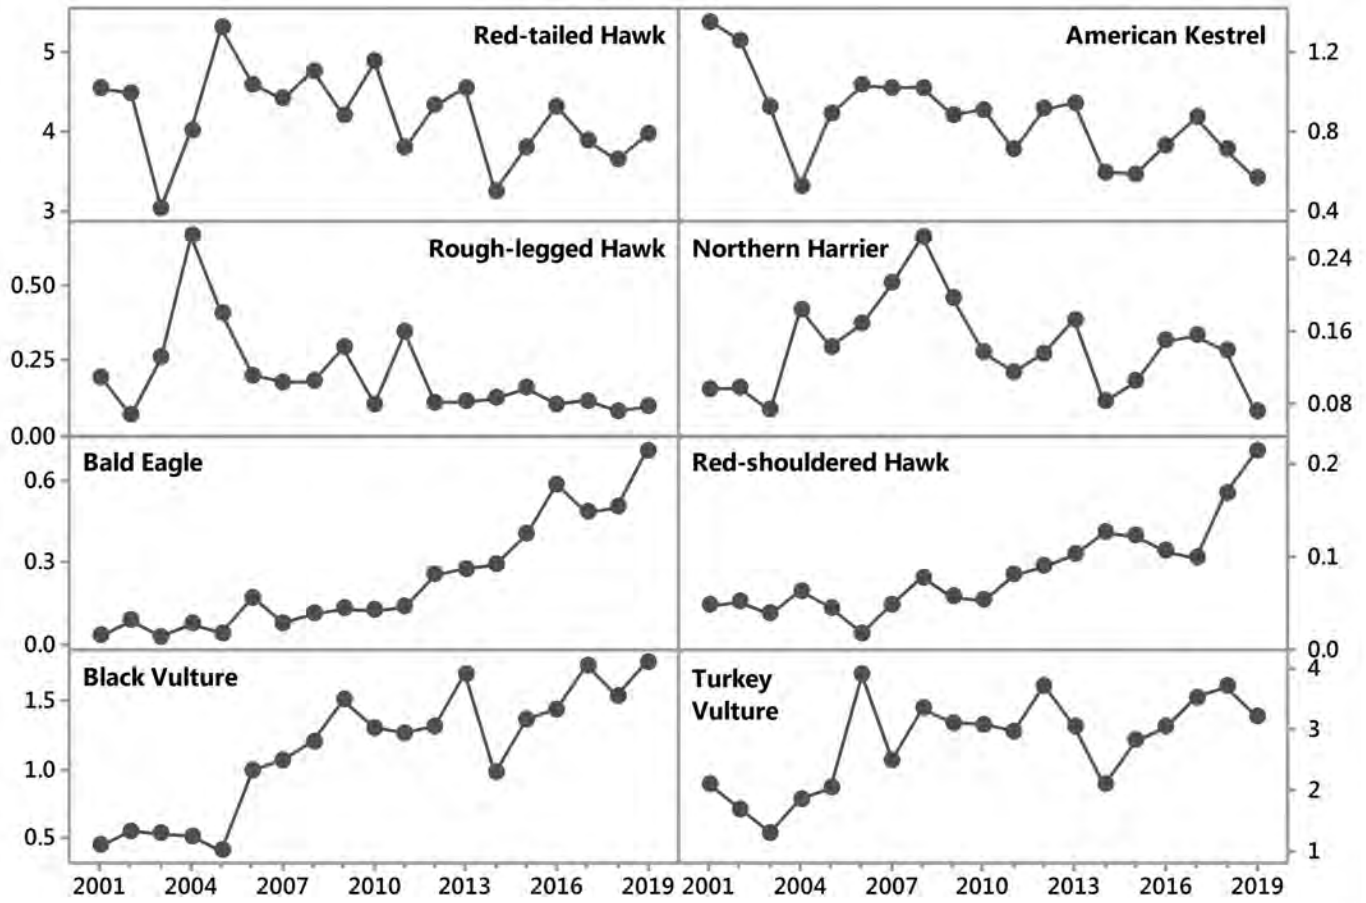 Red-tailed Hawk
5
4
3
American Kestrel
1.2
0.8
0.4
Rough-legged Hawk
0.50
0.25
0.00
Northern Harrier
0.24
0.16
0.08
Bald Eagle
0.6
0.3
0.0
Red-shouldered Hawk
0.2
0.1
0.0
Black Vulture
1.5
1.0
0.5
Turkey
Vulture
4
3
2
1
2001 2004 2007 2010 2013 2016 2019 2001 2004 2007 2010 2013 2016 2019